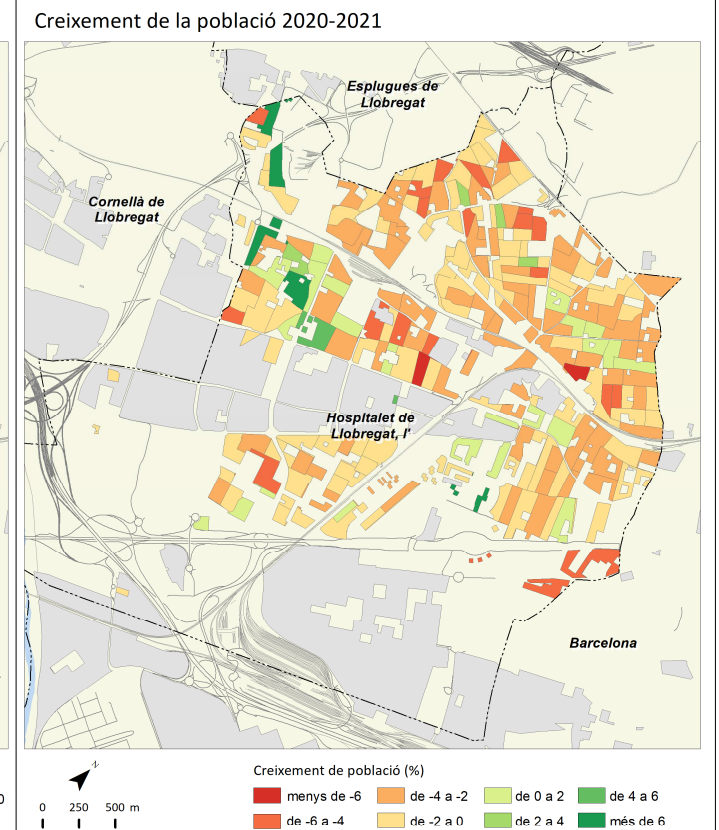 Creixement de la població 2020-2021
Esplugues de
Llobregat
Cornellà de
Llobregat
Hospitalet de
Llobregat, l'
Barcelona
N
0 250 500 m
0
Creixement de població (%)
menys de -6
de -4 a -2
de 0 a 2
de 4 a 6
de -6 a -4
de -2 a 0
de 2 a 4
més de 6